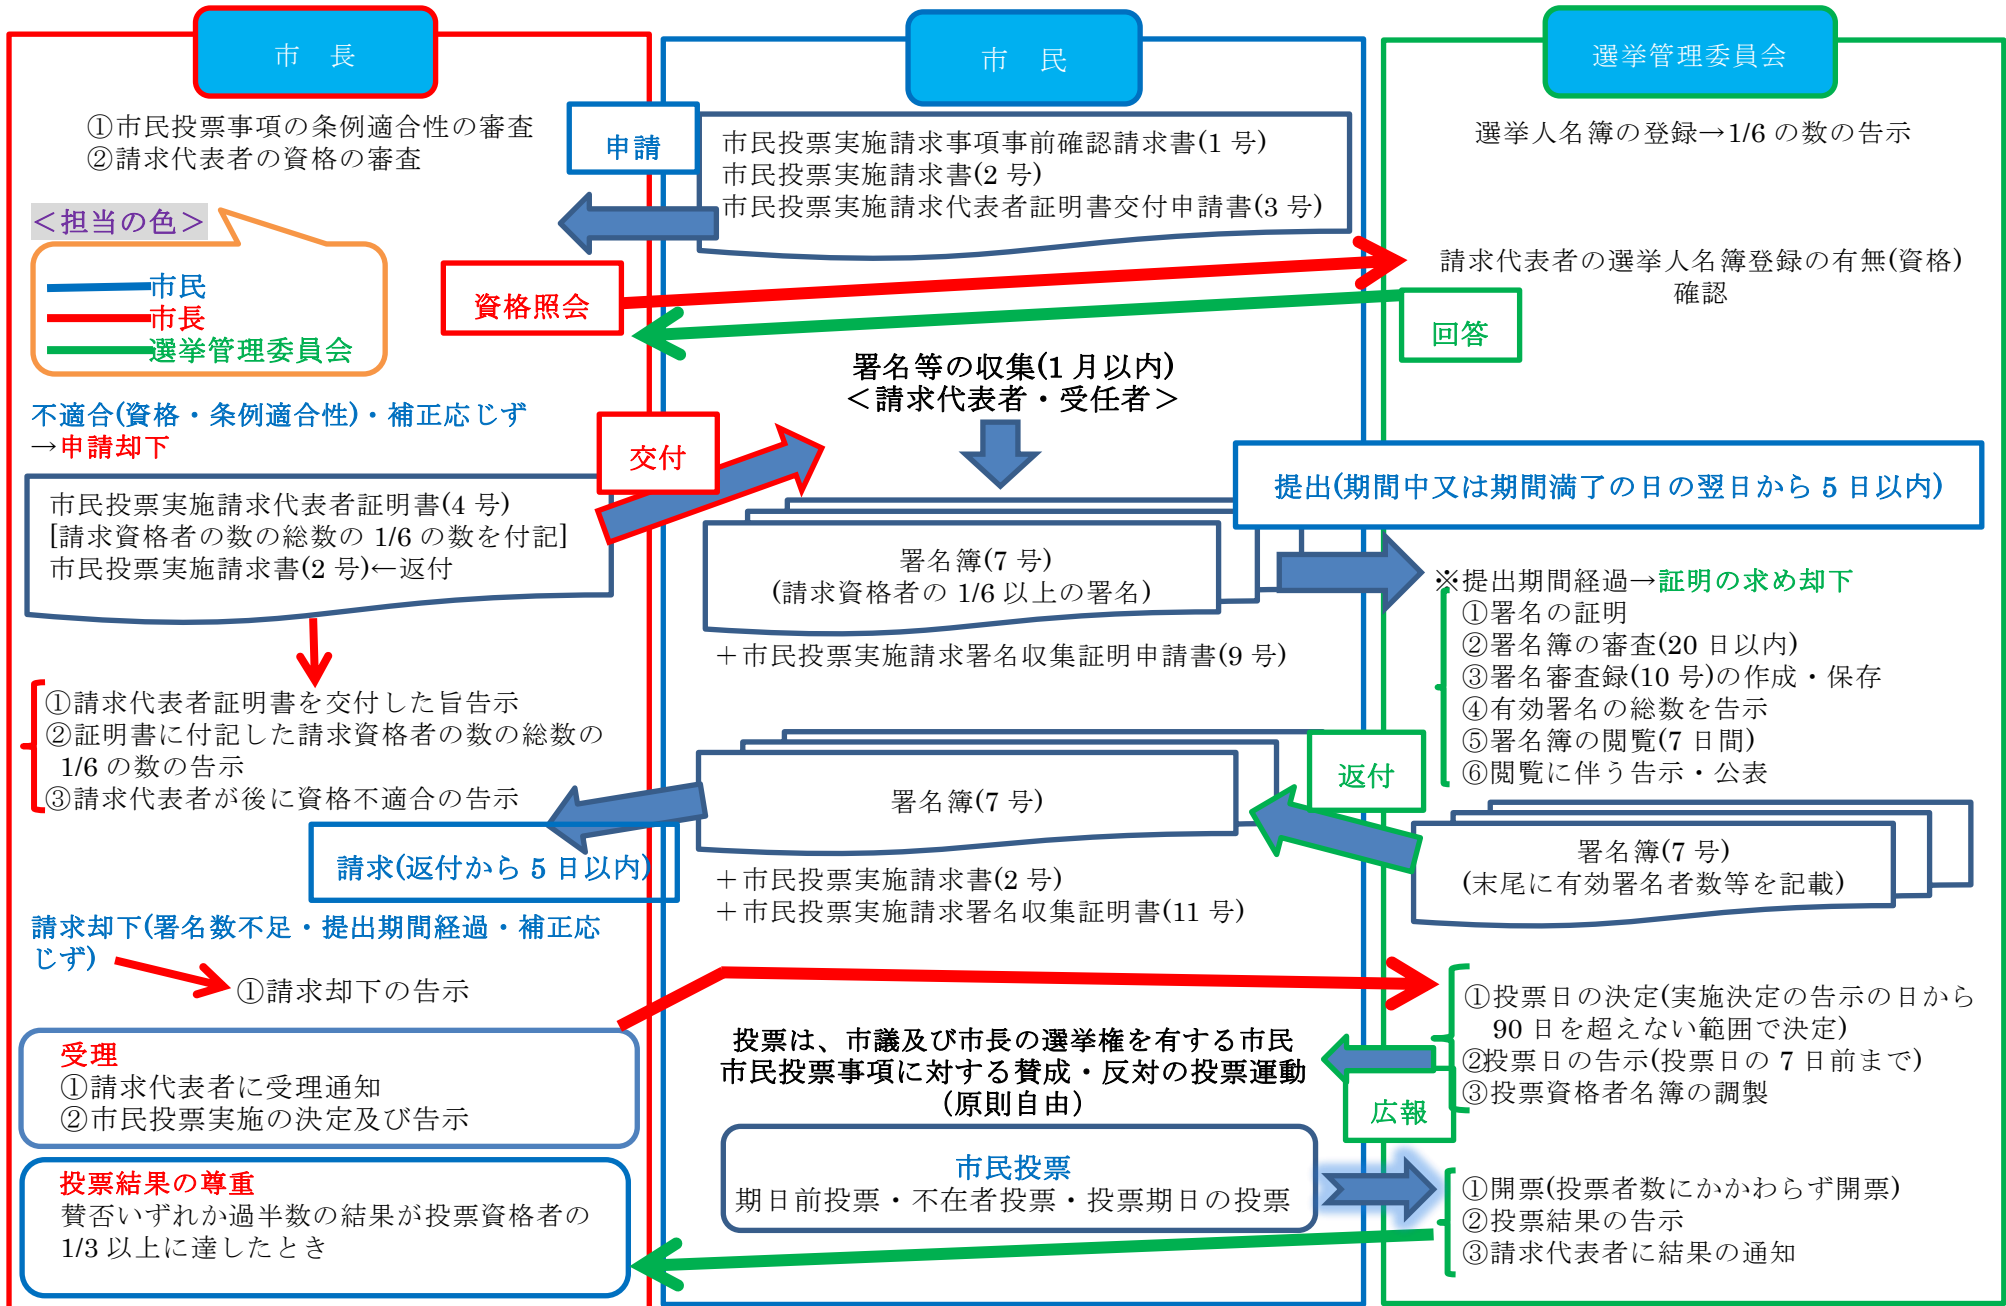 市　長
①市民投票事項の条例適合性の審査
②請求代表者の資格の審査
＜担当の色＞
市民
市長
選挙管理委員会
資格照会
不適合(資格・条例適合性)・補正応じず
→申請却下
交付
市民投票実施請求代表者証明書(4 号)
[請求資格者の数の総数の 1/6 の数を付記]
市民投票実施請求書(2 号)←返付
①請求代表者証明書を交付した旨告示
②証明書に付記した請求資格者の数の総数の
1/6 の数の告示
③請求代表者が後に資格不適合の告示
請求(返付から 5 日以内)
請求却下(署名数不足・提出期間経過・補正応
じず)
①請求却下の告示
受理
①請求代表者に受理通知
②市民投票実施の決定及び告示
投票結果の尊重
賛否いずれか過半数の結果が投票資格者の
1/3 以上に達したとき
市　民
申請
市民投票実施請求事項事前確認請求書(1 号)
市民投票実施請求書(2 号)
市民投票実施請求代表者証明書交付申請書(3 号)
署名等の収集(1 月以内)
＜請求代表者・受任者＞
署名簿(7 号)
(請求資格者の 1/6 以上の署名)
＋市民投票実施請求署名収集証明申請書(9 号)
署名簿(7 号)
＋市民投票実施請求書(2 号)
＋市民投票実施請求署名収集証明書(11 号)
投票は、市議及び市長の選挙権を有する市民
市民投票事項に対する賛成・反対の投票運動
（原則自由）
市民投票
期日前投票・不在者投票・投票期日の投票
選挙管理委員会
選挙人名簿の登録→1/6 の数の告示
請求代表者の選挙人名簿登録の有無(資格)
確認
回答
提出(期間中又は期間満了の日の翌日から 5 日以内)
※提出期間経過→証明の求め却下
①署名の証明
②署名簿の審査(20 日以内)
③署名審査録(10 号)の作成・保存
④有効署名の総数を告示
⑤署名簿の閲覧(7 日間)
⑥閲覧に伴う告示・公表
返付
署名簿(7 号)
(末尾に有効署名者数等を記載)
①投票日の決定(実施決定の告示の日から
90 日を超えない範囲で決定)
②投票日の告示(投票日の 7 日前まで)
③投票資格者名簿の調製
広報
①開票(投票者数にかかわらず開票)
②投票結果の告示
③請求代表者に結果の通知